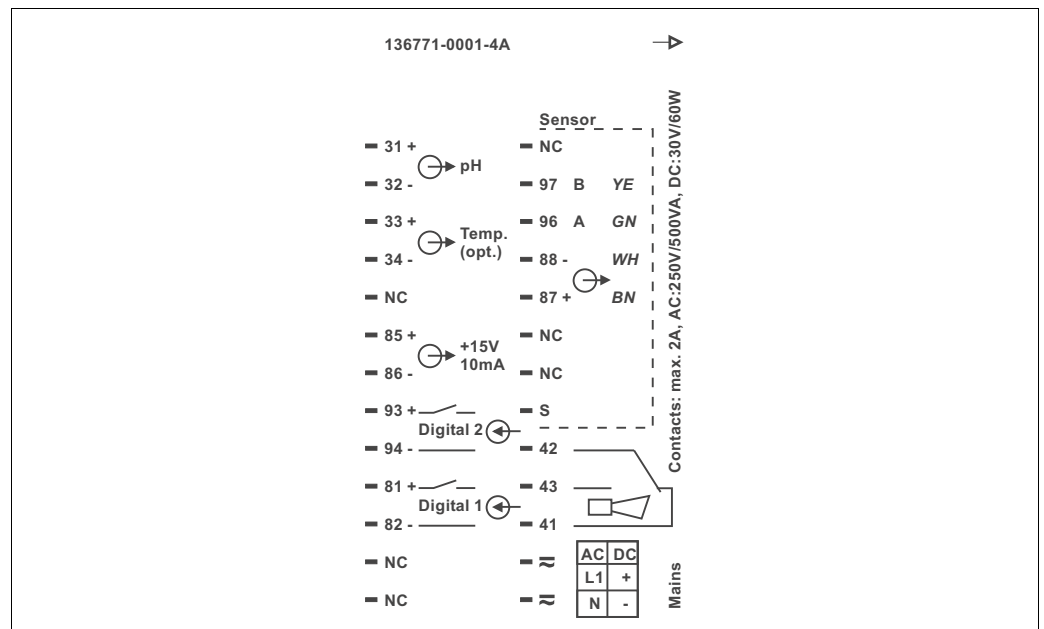 136771-0001-4A
Sensor
31 +
32 -
pH
33 +
34 -
Temp.
(opt.)
NC
85 +
86 -
+15V
10mA
93 +
Digital 2
94 -
81 +
Digital 1
82 -
NC
NC
NC
97 B YE
96 A GN
88 - WH
87 + BN
NC
NC
S
42
43
41
≂ AC DC
L1 +
≂ N -
Contacts: max. 2A, AC:250V/500VA, DC:30V/60W
Mains